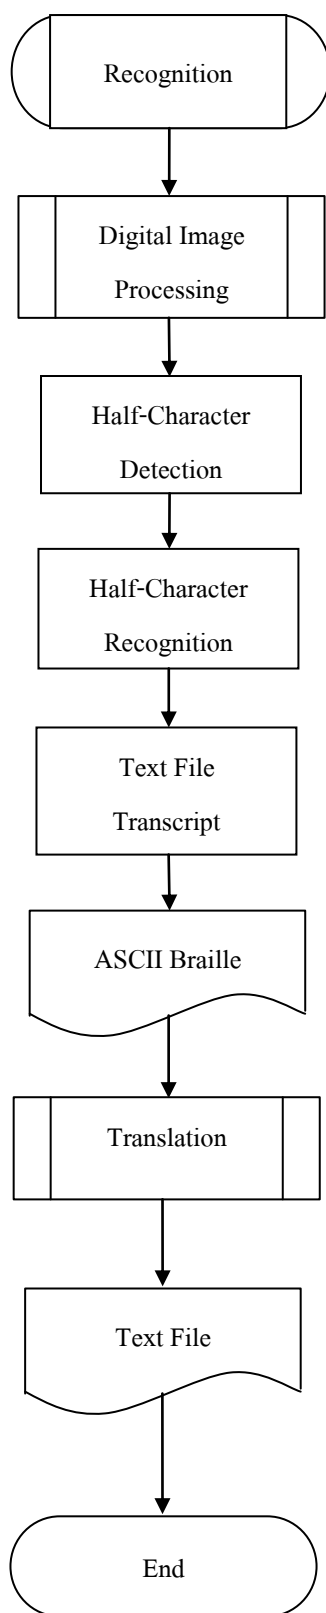 Recognition
Digital Image
Processing
Half-Character
Detection
Half-Character
Recognition
Text File
Transcript
ASCII Braille
Translation
Text File
End